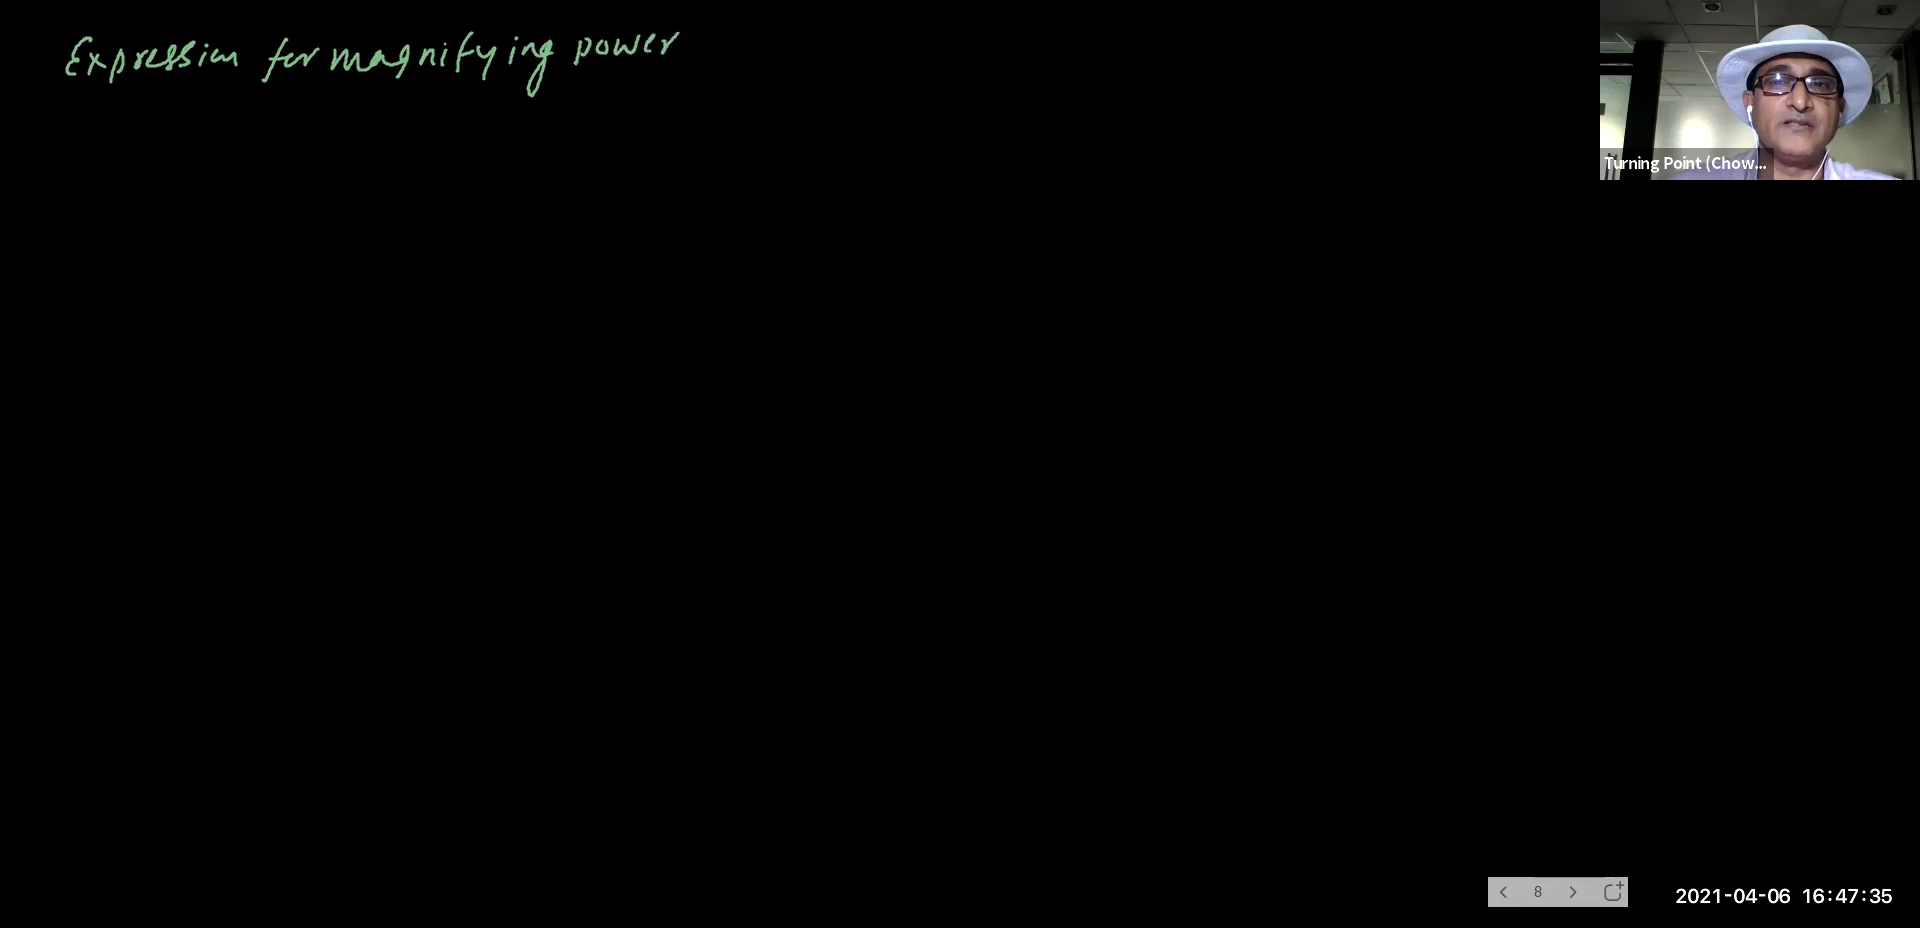 Expression for magnifying power
Turning Point (Chow...
8
2021-04-06 16:47:35